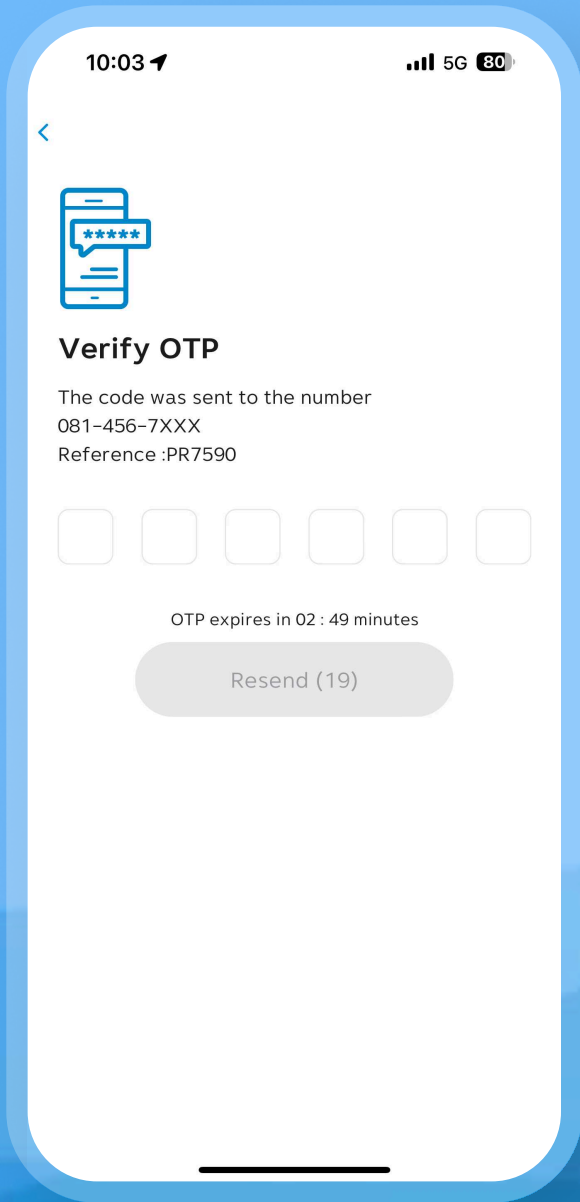 10:03 5G 80
*****
Verify OTP
The code was sent to the number
081-456-7XXX
Reference :PR7590
OTP expires in 02 : 49 minutes
Resend (19)